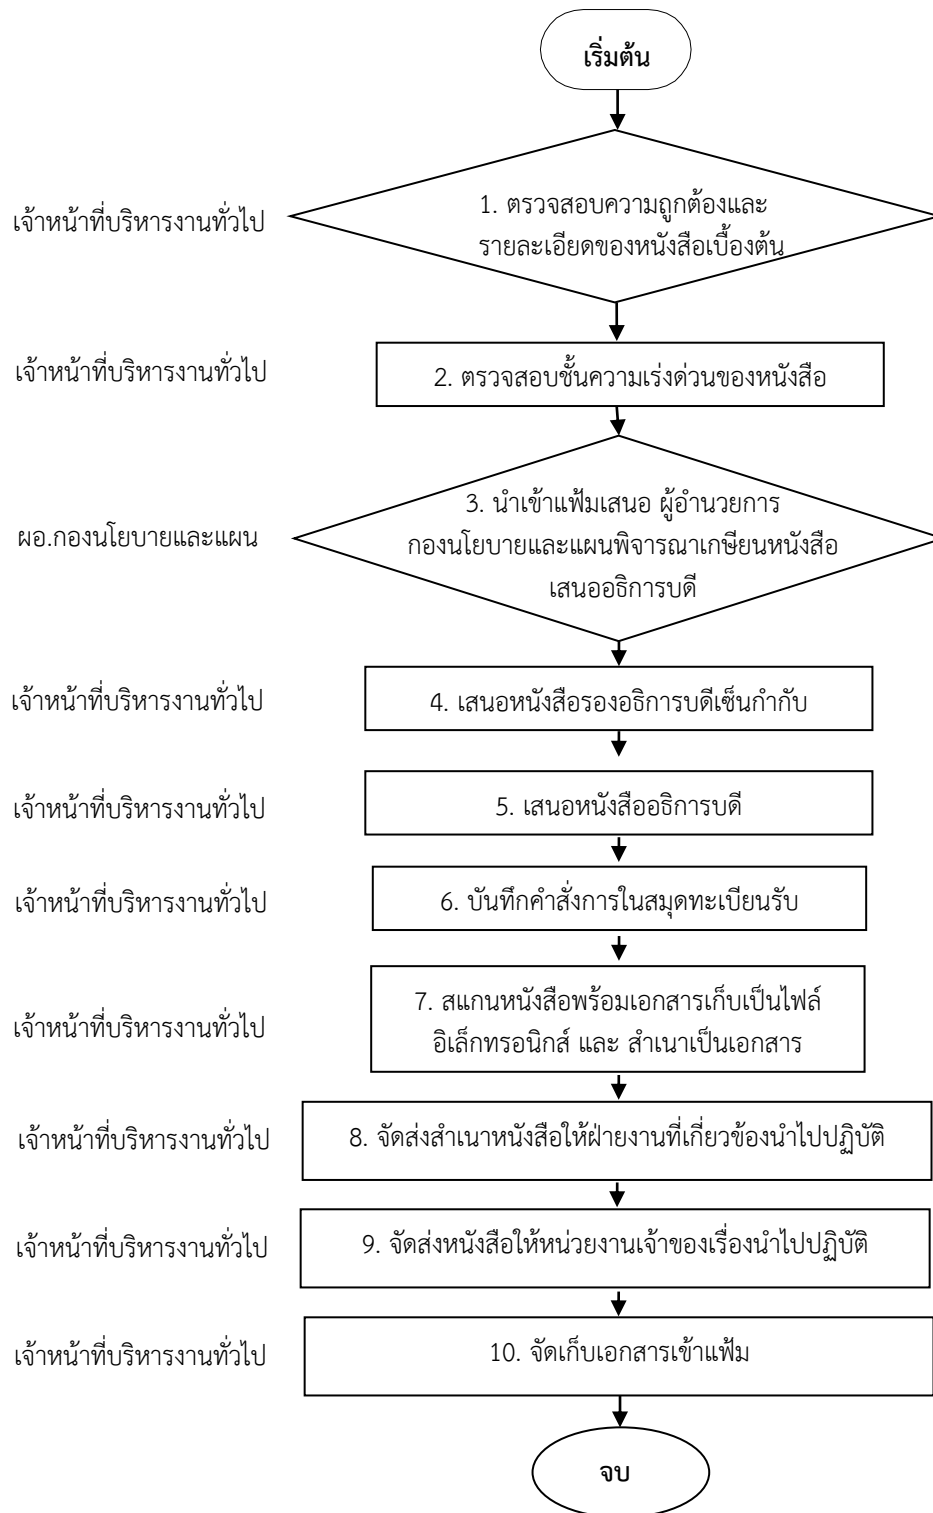 เริ่มต้น
เจ้าหน้าที่บริหารงานทั่วไป
1. ตรวจสอบความถูกต้องและ
รายละเอียดของหนังสือเบื้องต้น
เจ้าหน้าที่บริหารงานทั่วไป
2. ตรวจสอบชั้นความเร่งด่วนของหนังสือ
ผอ.กองนโยบายและแผน
3. นำเข้าแฟ้มเสนอ ผู้อำนวยการ
กองนโยบายและแผนพิจารณาเกษียนหนังสือ
เสนออธิการบดี
เจ้าหน้าที่บริหารงานทั่วไป
4. เสนอหนังสือรองอธิการบดีเซ็นกำกับ
เจ้าหน้าที่บริหารงานทั่วไป
5. เสนอหนังสืออธิการบดี
เจ้าหน้าที่บริหารงานทั่วไป
6. บันทึกคำสั่งการในสมุดทะเบียนรับ
เจ้าหน้าที่บริหารงานทั่วไป
7. สแกนหนังสือพร้อมเอกสารเก็บเป็นไฟล์
อิเล็กทรอนิกส์ และ สำเนาเป็นเอกสาร
เจ้าหน้าที่บริหารงานทั่วไป
8. จัดส่งสำเนาหนังสือให้ฝ่ายงานที่เกี่ยวข้องนำไปปฏิบัติ
เจ้าหน้าที่บริหารงานทั่วไป
9. จัดส่งหนังสือให้หน่วยงานเจ้าของเรื่องนำไปปฏิบัติ
เจ้าหน้าที่บริหารงานทั่วไป
10. จัดเก็บเอกสารเข้าแฟ้ม
จบ